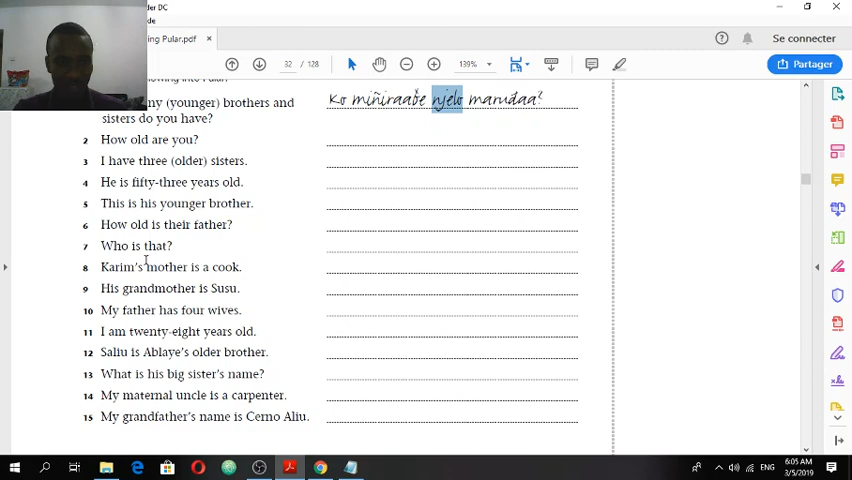 der DC
de
ing Pular.pdf ×
Se connecter
32 / 128
139%
Partager
ny (younger) brothers and
sisters do you have?
Ko miñiraaɓe njelo maruɗaa?
2 How old are you?
3 I have three (older) sisters.
4 He is fifty-three years old.
5 This is his younger brother.
6 How old is their father?
7 Who is that?
8 Karim's mother is a cook.
9 His grandmother is Susu.
10 My father has four wives.
11 I am twenty-eight years old.
12 Saliu is Ablaye's older brother.
13 What is his big sister's name?
14 My maternal uncle is a carpenter.
15 My grandfather's name is Cerno Aliu.
ENG
6:05 AM
3/5/2019